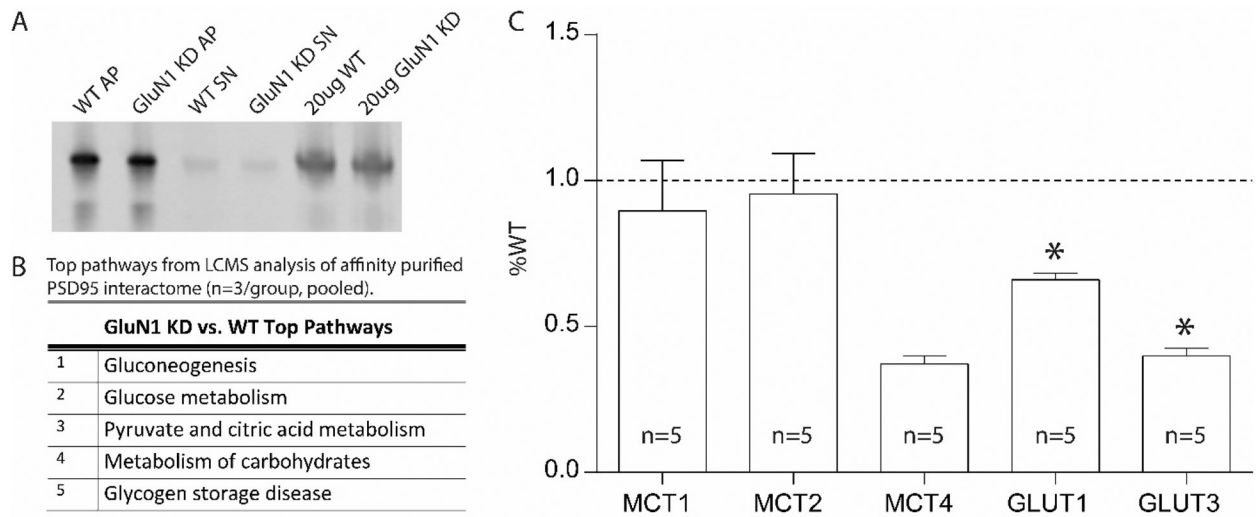 A
WT AP
GluN1 KD AP
WT SN
GluN1 KD SN
20ug WT
20ug GluN1 KD
B Top pathways from LCMS analysis of affinity purified
PSD95 interactome (n=3/group, pooled).
GluN1 KD vs. WT Top Pathways
1 Gluconeogenesis
2 Glucose metabolism
3 Pyruvate and citric acid metabolism
4 Metabolism of carbohydrates
5 Glycogen storage disease
C
%WT
1.5
1.0
0.5
0.0
* *
n=5 n=5 n=5 n=5 n=5
MCT1 MCT2 MCT4 GLUT1 GLUT3